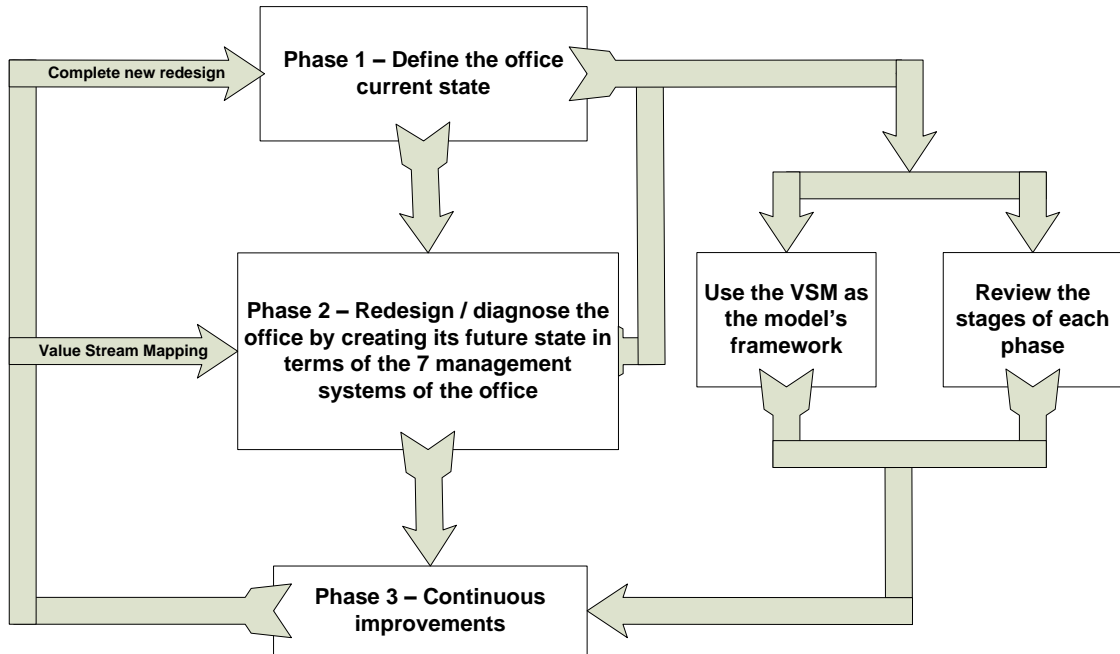 Phase 1 – Define the office
current state
Complete new redesign
Phase 2 – Redesign / diagnose the
office by creating its future state in
terms of the 7 management
systems of the office
Value Stream Mapping
Use the VSM as
the model’s
framework
Review the
stages of each
phase
Phase 3 – Continuous
improvements